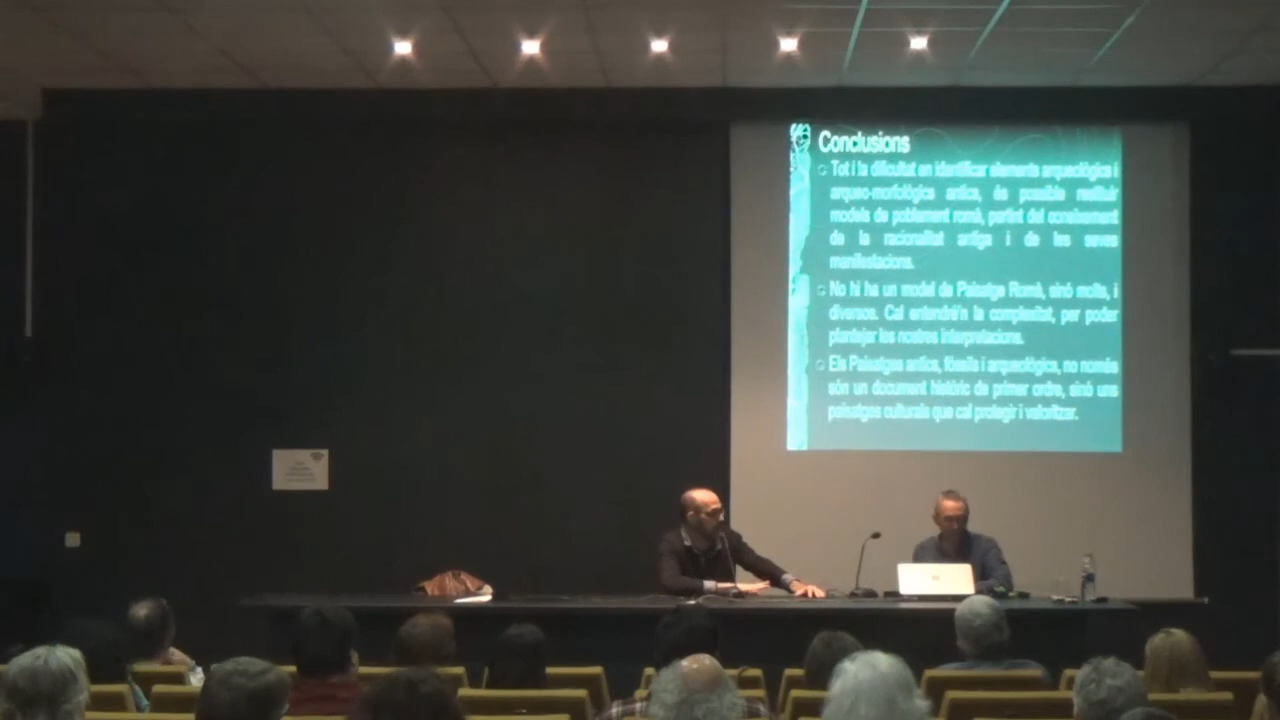 Conclusions
Tot i la dificultat en identificar elements arqueològics i
arqueo-morfològics antics, és possible restituir
models de poblament romà, partint del coneixement
de la racionalitat antiga i de les seves
manifestacions.
No hi ha un model de Paisatge Romà, sinó molts, i
diversos. Cal entendre'n la complexitat, per poder
plantejar les nostres interpretacions.
Els Paisatges antics, fòssils i arqueològics, no només
són un document històric de primer ordre, sinó uns
paisatges culturals que cal protegir i valoritzar.